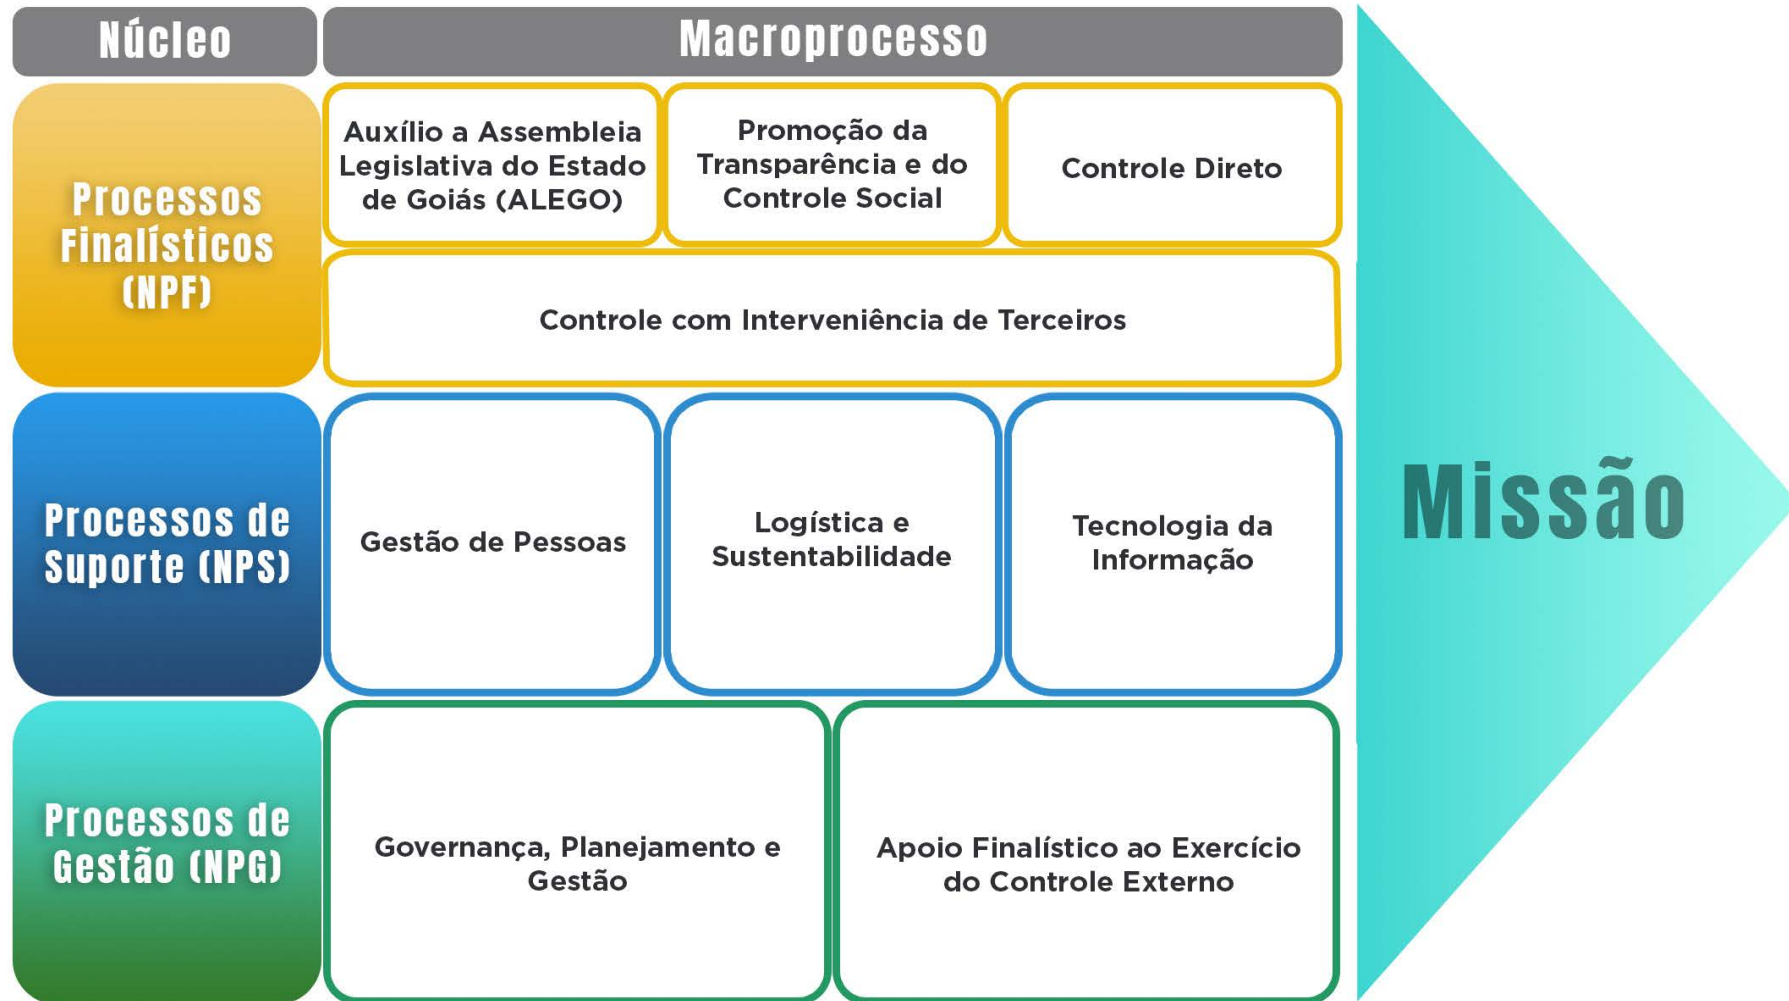 Núcleo
Macroprocesso
Processos
Finalísticos
(NPF)
Auxílio a Assembleia
Legislativa do Estado
de Goiás (ALEGO)
Promoção da
Transparência e do
Controle Social
Controle Direto
Controle com Interveniência de Terceiros
Processos de
Suporte (NPS)
Gestão de Pessoas
Logística e
Sustentabilidade
Tecnologia da
Informação
Processos de
Gestão (NPG)
Governança, Planejamento e
Gestão
Apoio Finalístico ao Exercício
do Controle Externo
Missão